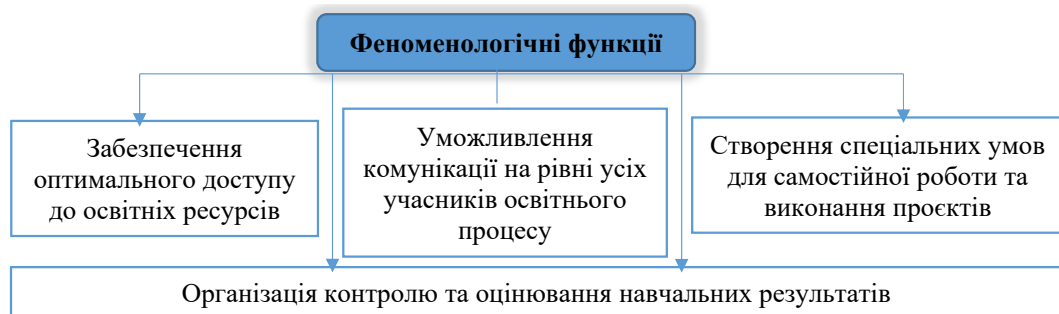 Феноменологічні функції
Забезпечення
оптимального доступу
до освітніх ресурсів
Уможливлення
комунікації на рівні усіх
учасників освітнього
процесу
Створення спеціальних умов
для самостійної роботи та
виконання проєктів
Організація контролю та оцінювання навчальних результатів